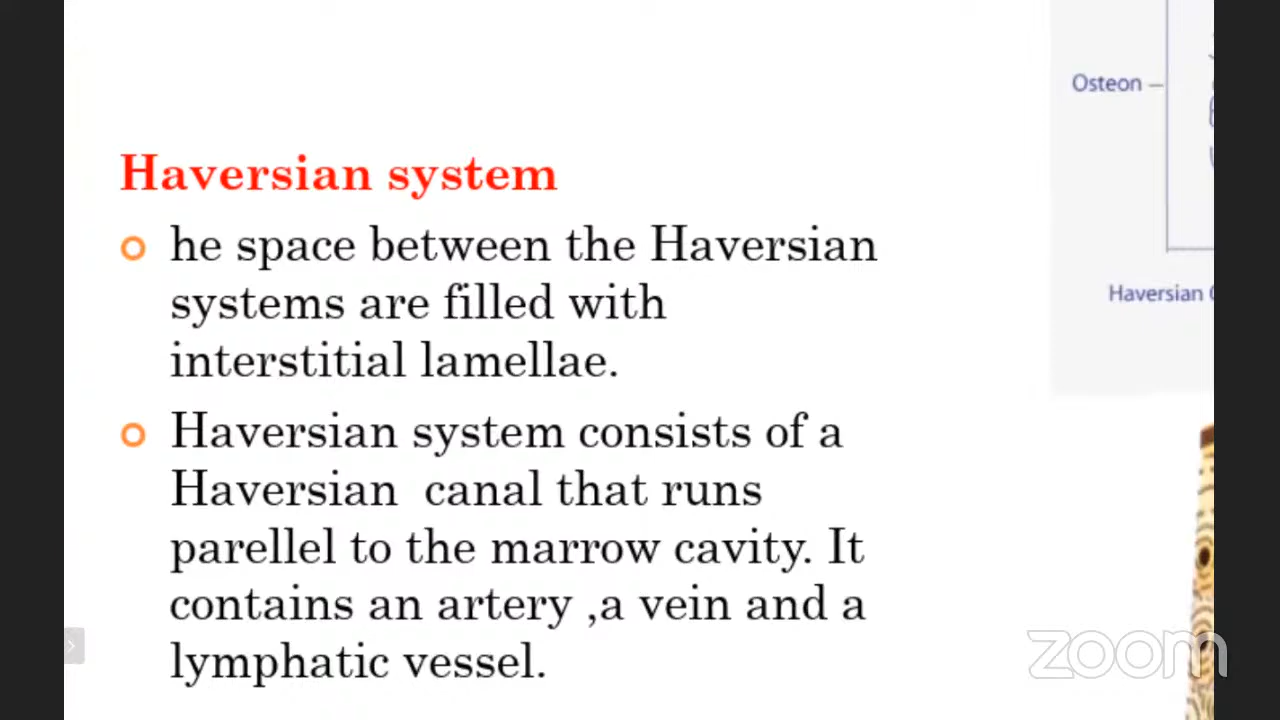 Osteon
Haversian system
he space between the Haversian
systems are filled with
interstitial lamellae.
Haversian
Haversian system consists of a
Haversian canal that runs
parellel to the marrow cavity. It
contains an artery ,a vein and a
lymphatic vessel.
zoom